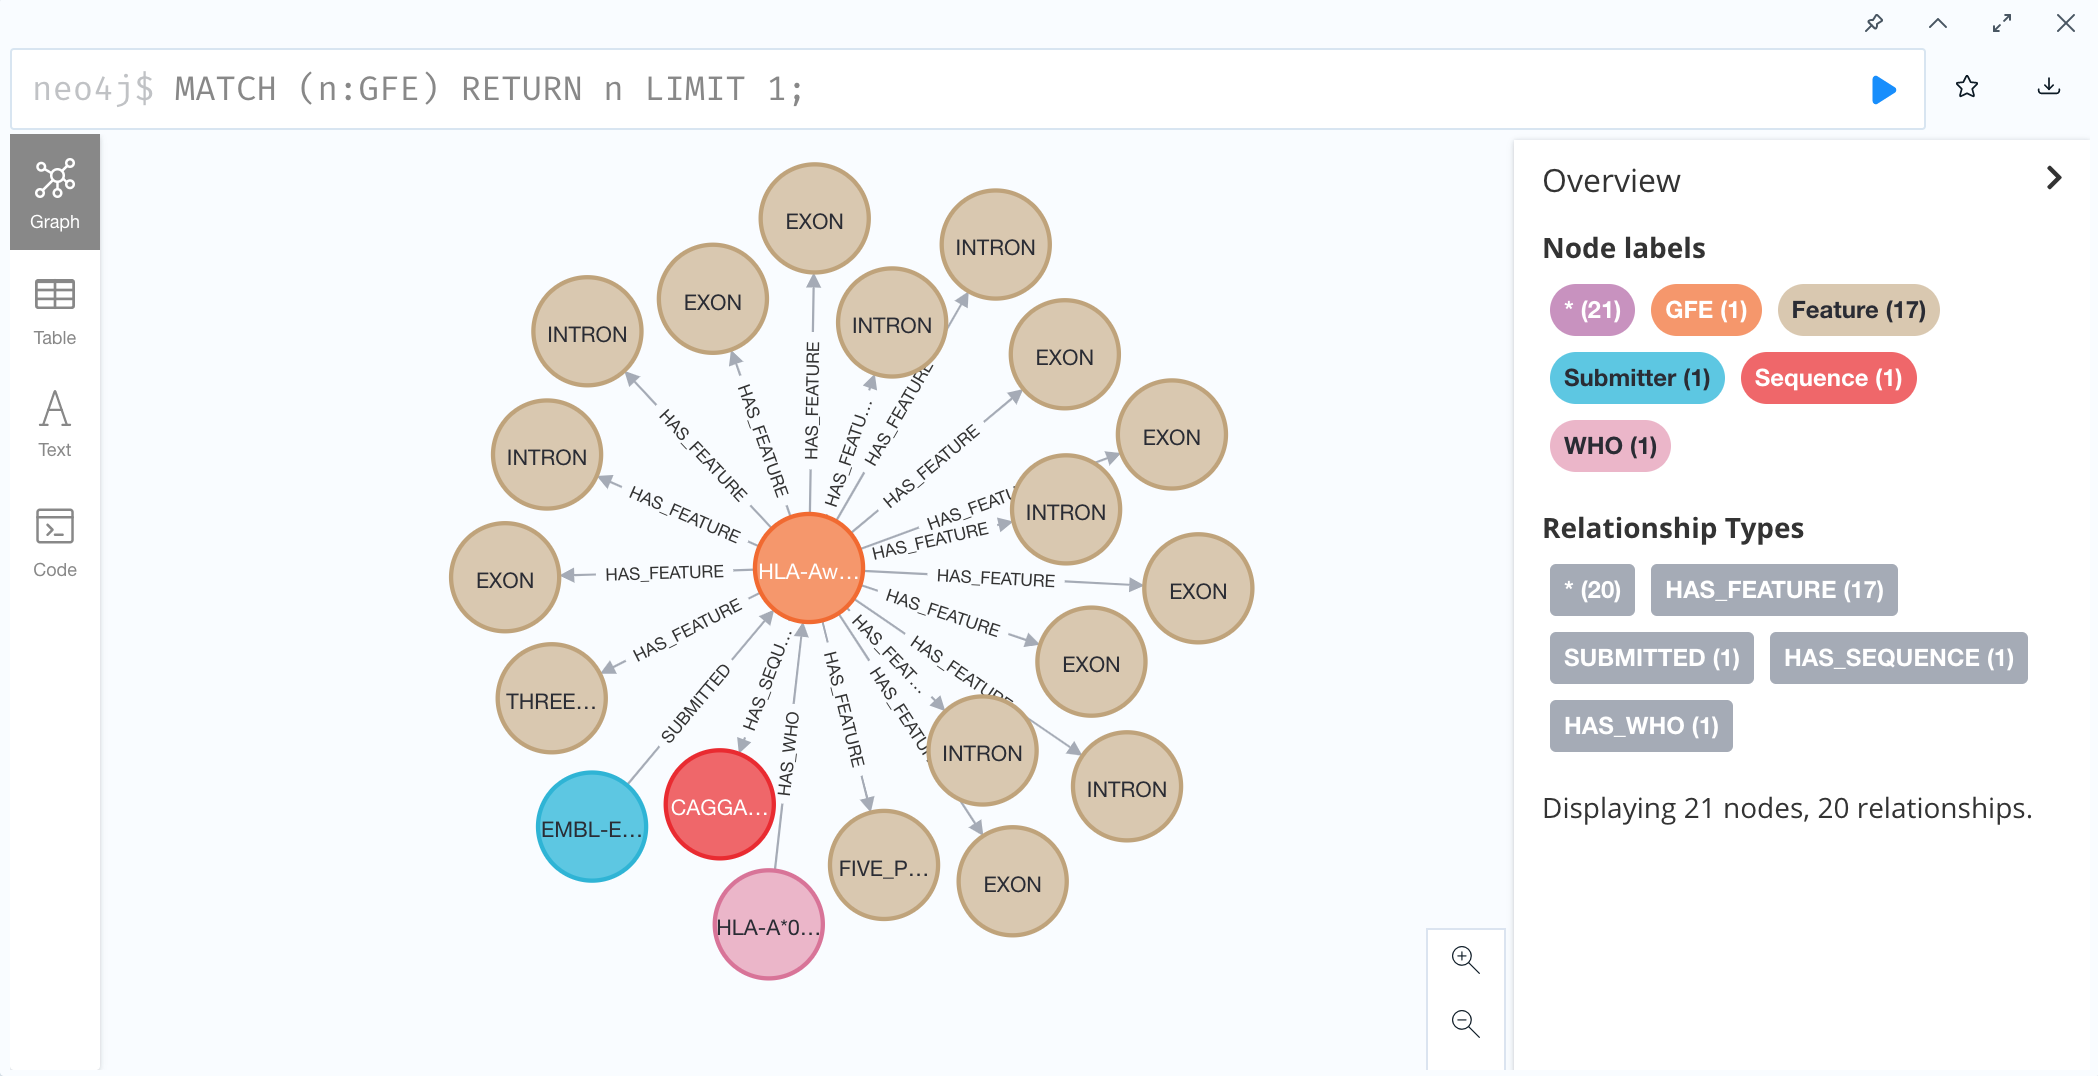 neo4j$ MATCH (n:GFE) RETURN n LIMIT 1;
Graph
Table
Text
Code
EXON
INTRON
EXON
INTRON
INTRON
EXON
EXON
INTRON
INTRON
EXON
EXON
EXON
THREE...
INTRON
INTRON
EMBL-E...
CAGGA...
FIVE_P...
EXON
HLA-A*0...
HLA-Aw...
HAS_FEATURE
HAS_FEATURE
HAS_FEATURE
HAS_FEATU...
HAS_FEATURE
HAS_FEATURE
HAS_FEATU
HAS_FEATURE
HAS_FEATURE
HAS_FEATURE
HAS_FEATURE
HAS_FEATURE
HAS_FEATURE
HAS_FEAT...
HAS_FEATURE
HAS_FEATU
HAS_FEATURE
SUBMITTED
HAS_SEQU...
HAS_WHO
Overview
Node labels
* (21) GFE (1) Feature (17)
Submitter (1) Sequence (1)
WHO (1)
Relationship Types
* (20) HAS_FEATURE (17)
SUBMITTED (1) HAS_SEQUENCE (1)
HAS_WHO (1)
Displaying 21 nodes, 20 relationships.